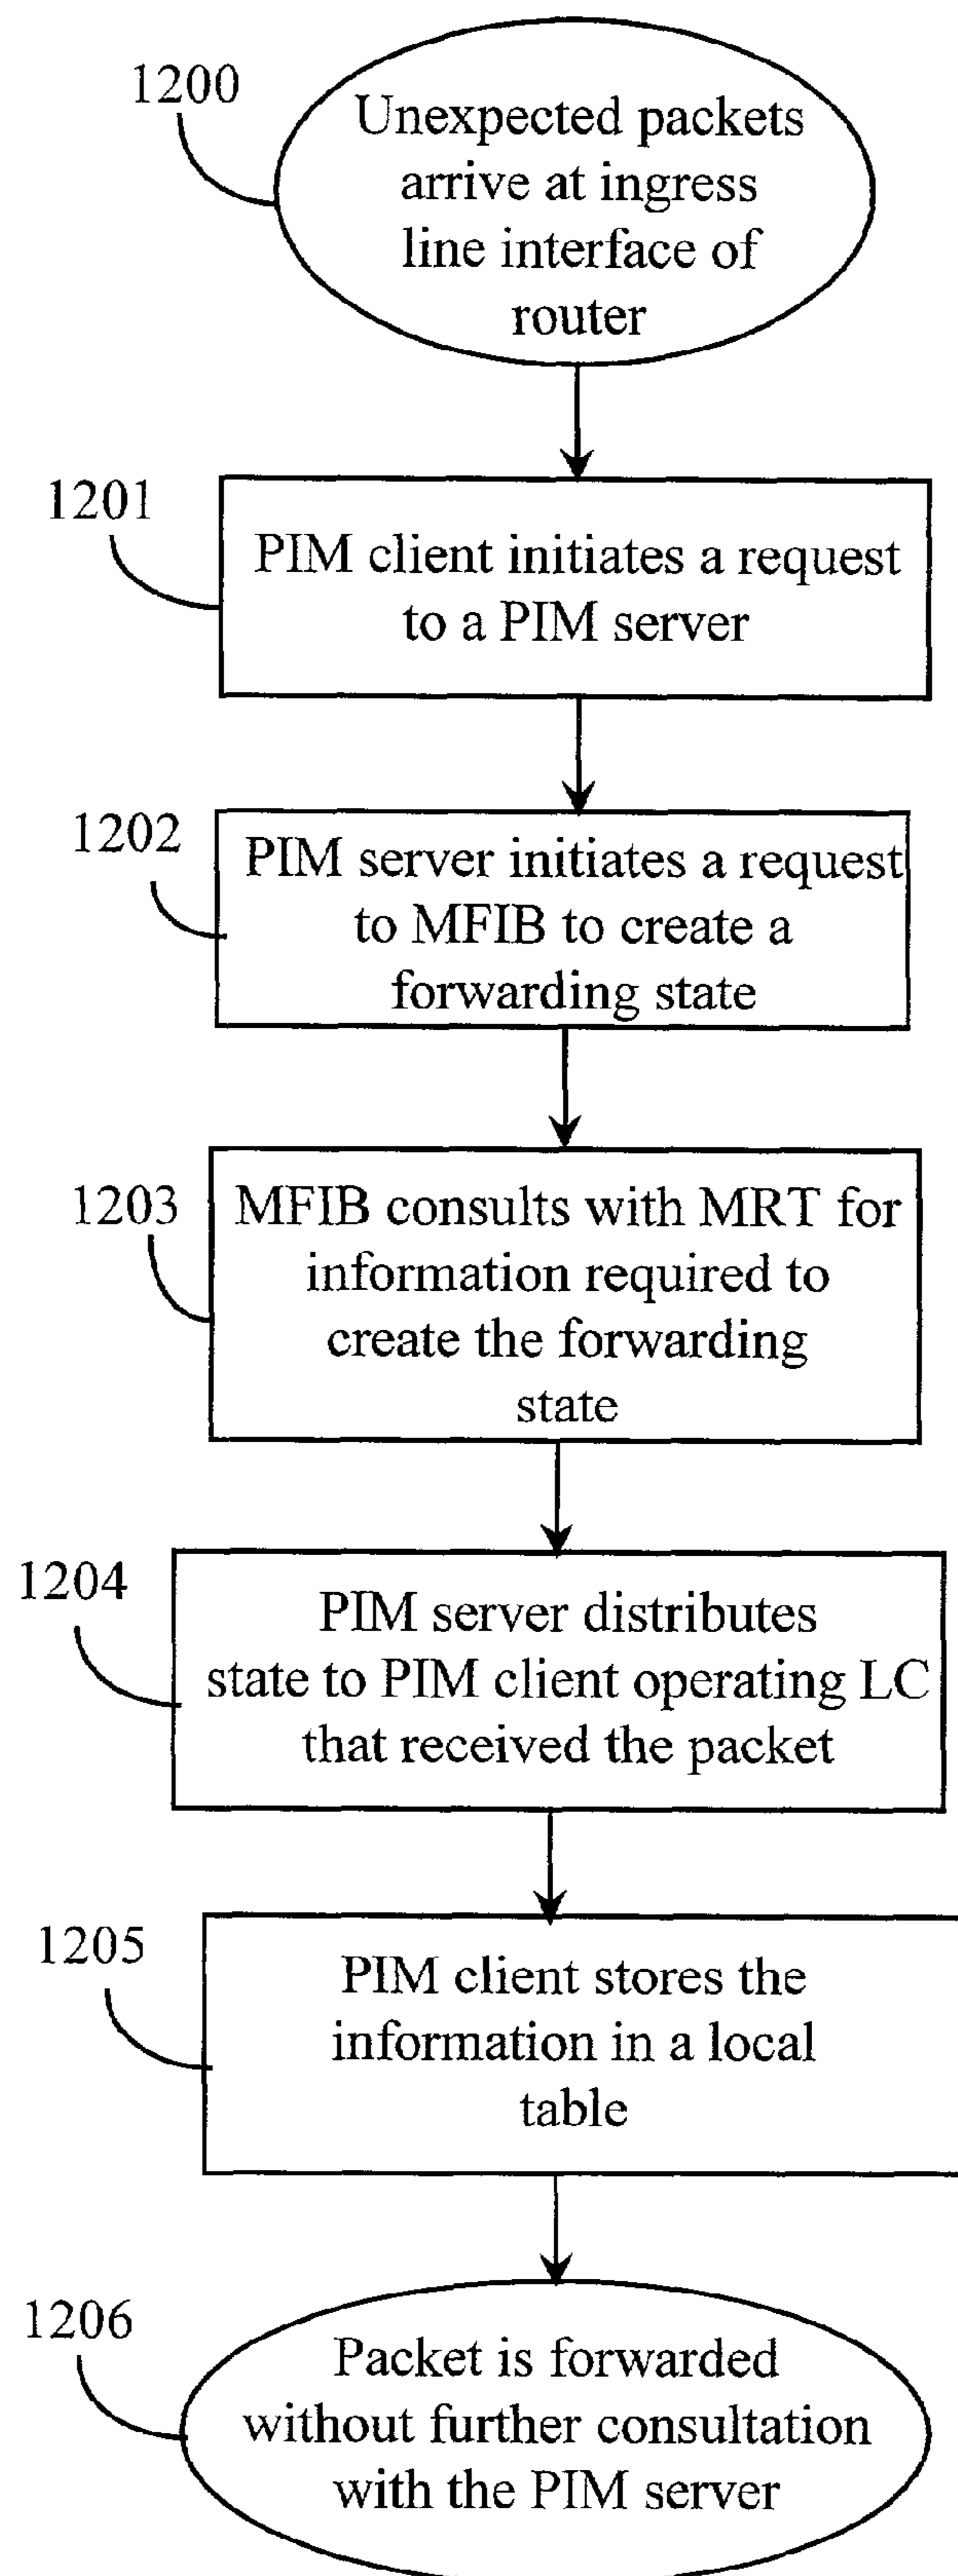 1200
Unexpected packets
arrive at ingress
line interface of
router
1201
PIM client initiates a request
to a PIM server
1202
PIM server initiates a request
to MFIB to create a
forwarding state
1203
MFIB consults with MRT for
information required to
create the forwarding
state
1204
PIM server distributes
state to PIM client operating LC
that received the packet
1205
PIM client stores the
information in a local
table
1206
Packet is forwarded
without further consultation
with the PIM server